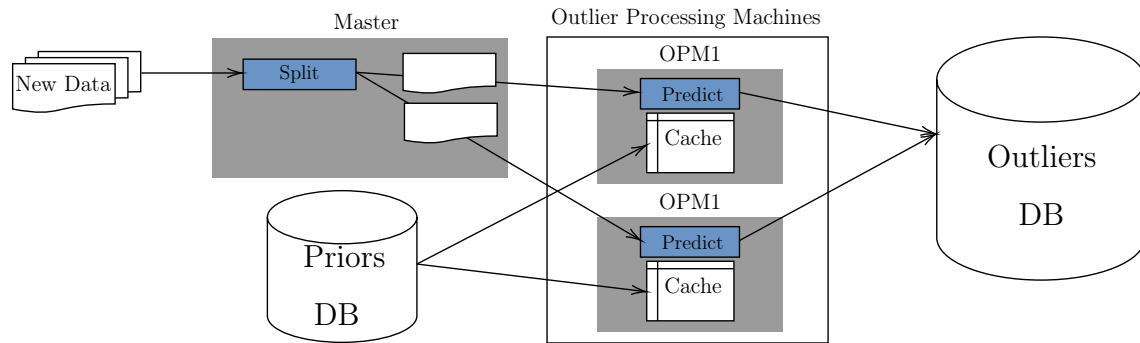 Outlier Processing Machines
Master
OPM1
New Data
Split
Predict
Cache
Outliers
DB
OPM1
Predict
Cache
Priors
DB